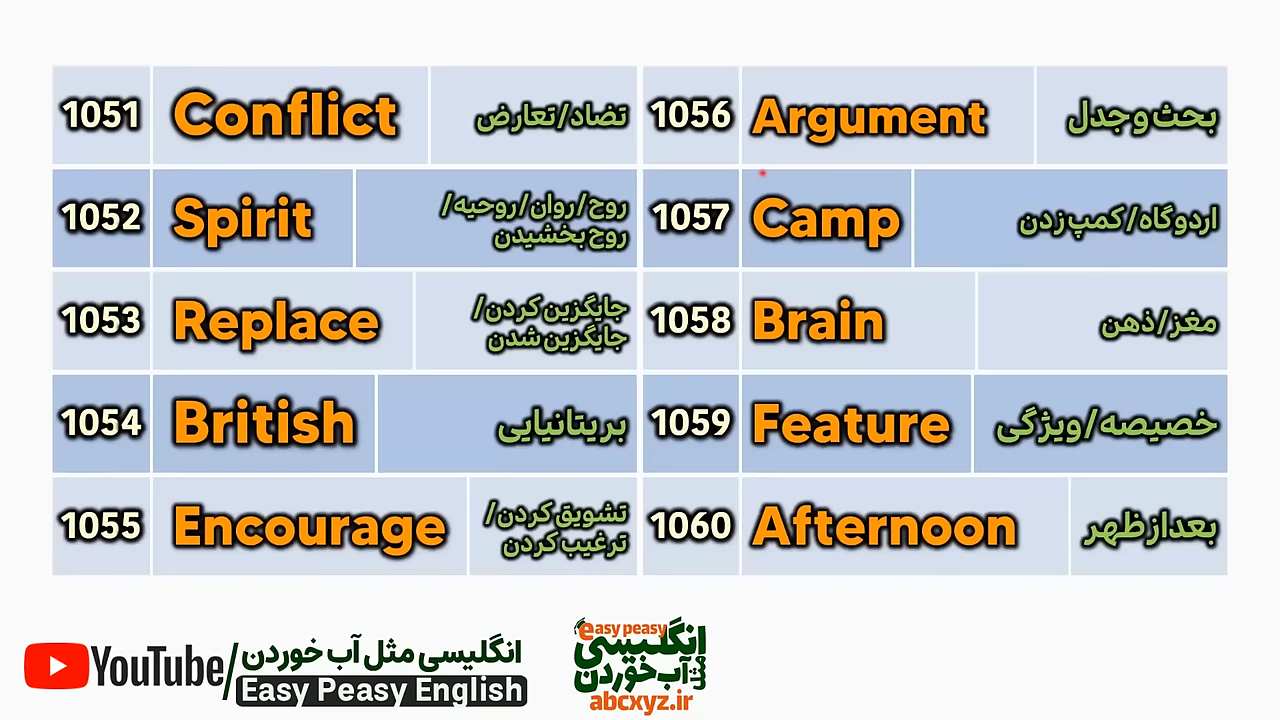 1051 Conflict تضاد/تعارض
1052 Spirit روح/روان/روحیه/
روح بخشیدن
1053 Replace جایگزین کردن/
جایگزین شدن
1054 British بریتانیایی
1055 Encourage تشویق کردن/
ترغیب کردن
1056 Argument بحث و جدل
1057 Camp اردوگاه/کمپ زدن
1058 Brain مغز/ذهن
1059 Feature خصیصه/ویژگی
1060 Afternoon بعدازظهر
YouTube/انگلیسی مثل آب خوردن
Easy Peasy English
easy peasy
انگلیسی
مثل آب خوردن
abcxyz.ir